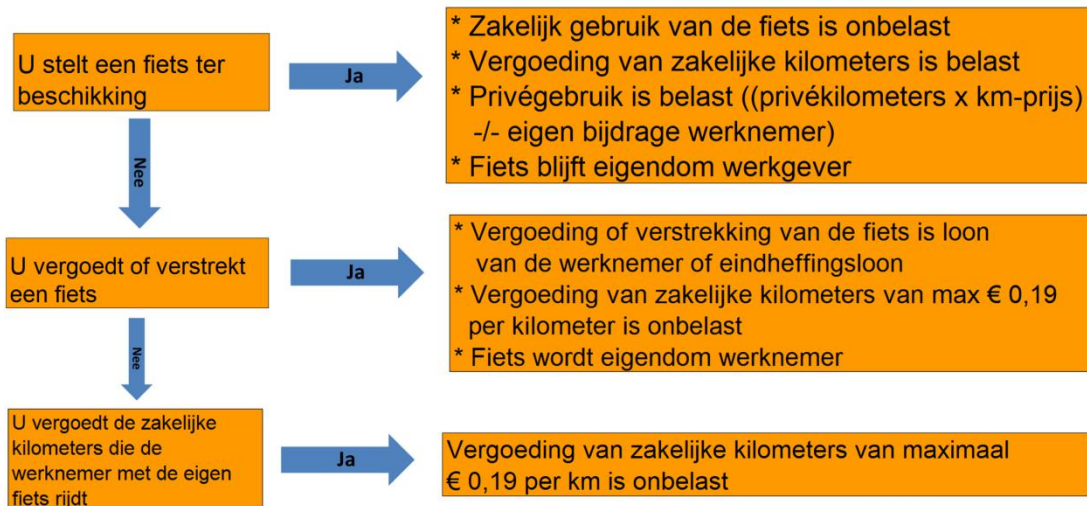 U stelt een fiets ter
beschikking
Ja
* Zakelijk gebruik van de fiets is onbelast
* Vergoeding van zakelijke kilometers is belast
* Privégebruik is belast ((privékilometers x km-prijs)
-/- eigen bijdrage werknemer)
* Fiets blijft eigendom werkgever
Nee
U vergoedt of verstrekt
een fiets
Ja
* Vergoeding of verstrekking van de fiets is loon
van de werknemer of eindheffingsloon
* Vergoeding van zakelijke kilometers van max € 0,19
per kilometer is onbelast
* Fiets wordt eigendom werknemer
Nee
U vergoedt de zakelijke
kilometers die de
werknemer met de eigen
fiets rijdt
Ja
Vergoeding van zakelijke kilometers van maximaal
€ 0,19 per km is onbelast